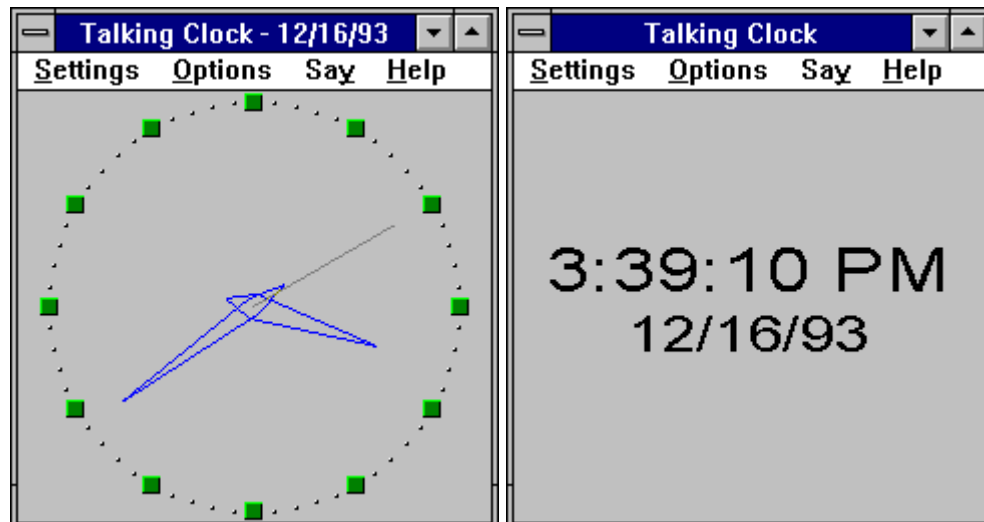 Talking Clock - 12/16/93
Settings Options Say Help
Talking Clock
Settings Options Say Help
3:39:10 PM
12/16/93